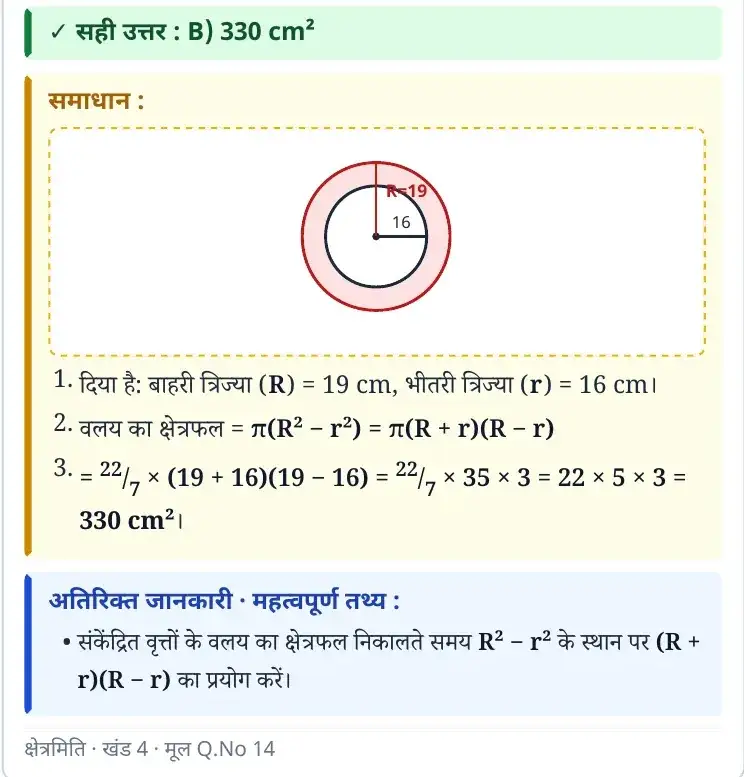 ✓ सही उत्तर : B) 330 cm²
समाधान :
R=19
16
1. दिया है: बाहरी त्रिज्या (R) = 19 cm, भीतरी त्रिज्या (r) = 16 cm।
2. वलय का क्षेत्रफल = π(R² − r²) = π(R + r)(R − r)
3. = ²²/₇ × (19 + 16)(19 − 16) = ²²/₇ × 35 × 3 = 22 × 5 × 3 =
330 cm²।
अतिरिक्त जानकारी · महत्वपूर्ण तथ्य :
• संकेंद्रित वृत्तों के वलय का क्षेत्रफल निकालते समय R² − r² के स्थान पर (R +
r)(R − r) का प्रयोग करें।
क्षेत्रमिति · खंड 4 · मूल Q.No 14